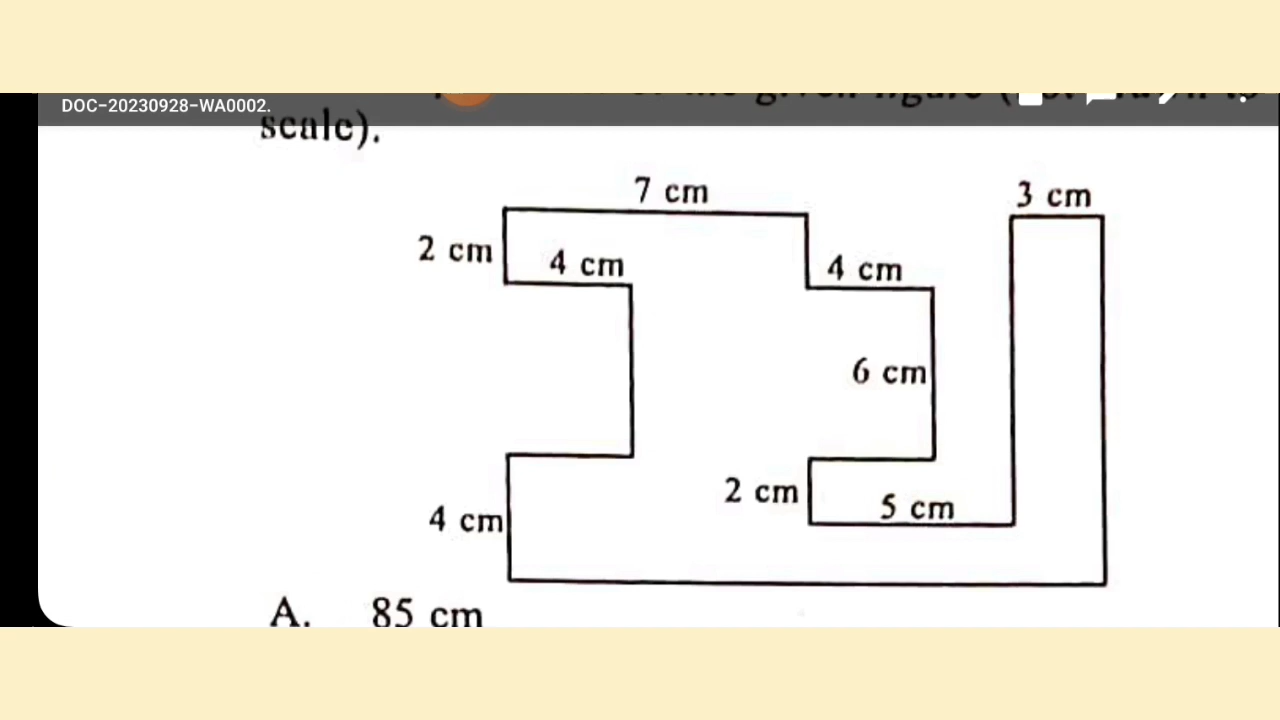 DOC-20230928-WA0002.
scale).
7 cm
3 cm
2 cm
4 cm
4 cm
6 cm
2 cm
5 cm
4 cm
A. 85 cm